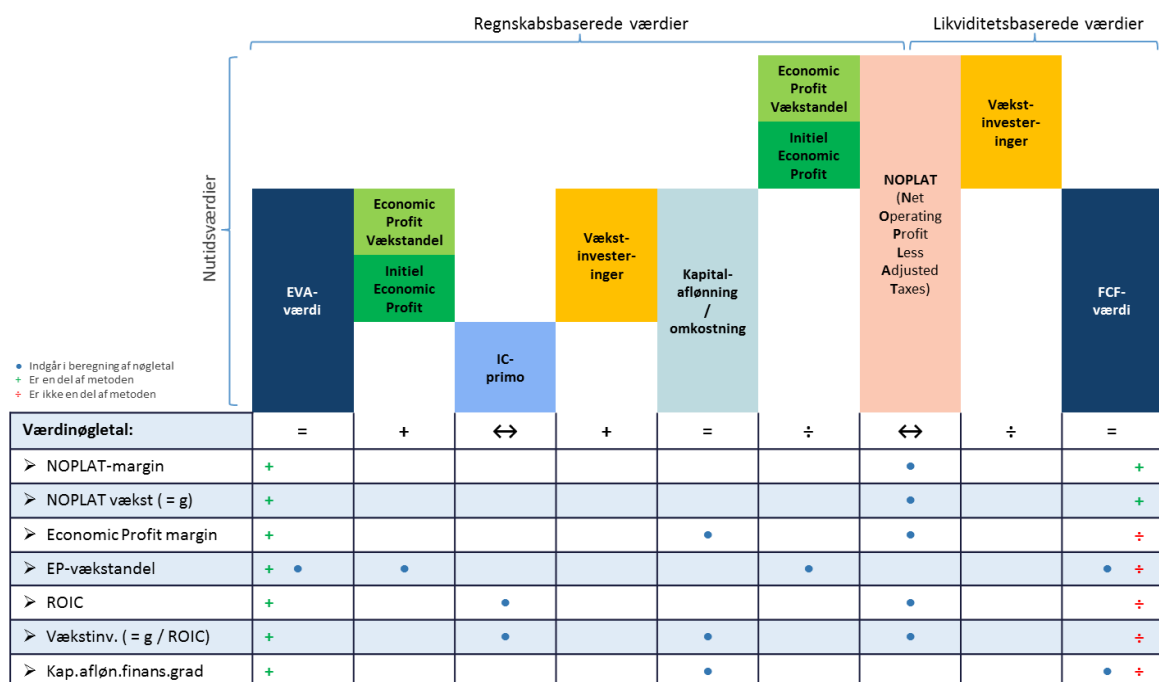 Regnskabsbaserede værdier
Likviditetsbaserede værdier
Nutidsværdier
EVA-
værdi
Economic
Profit
Vækstandel
Initiel
Economic
Profit
IC-
primo
Vækst-
invester-
inger
Kapital-
aflønning
/
omkostning
Economic
Profit
Vækstandel
Initiel
Economic
Profit
NOPLAT
(Net
Operating
Profit
Less
Adjusted
Taxes)
Vækst-
invester-
inger
FCF-
værdi
• Indgår i beregning af nøgletal
+ Er en del af metoden
÷ Er ikke en del af metoden
Værdinøgletal: = + ↔ + = ÷ ↔ ÷ =
➢ NOPLAT-margin + • +
➢ NOPLAT vækst ( = g) + • +
➢ Economic Profit margin + • • ÷
➢ EP-vækstandel + • • • • ÷
➢ ROIC + • • ÷
➢ Vækstinv. ( = g / ROIC) + • • • ÷
➢ Kap.afløn.finans.grad + • • ÷